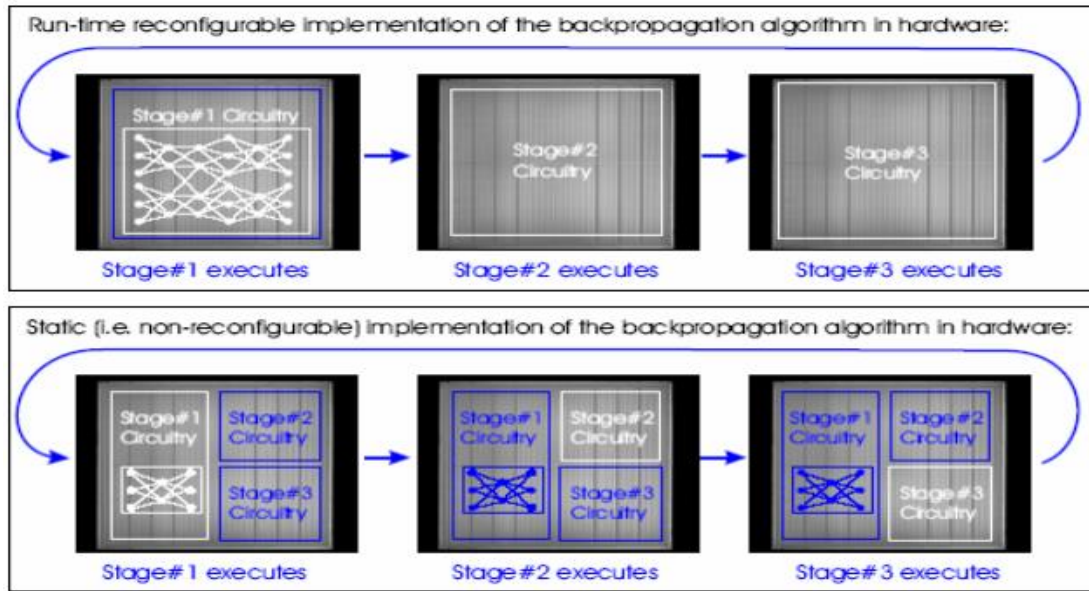 Run-time reconfigurable implementation of the backpropagation algorithm in hardware:
Stage#1 Circuitry
Stage#2
Circuitry
Stage#3
Circuitry
Stage#1 executes
Stage#2 executes
Stage#3 executes
Static (i.e. non-reconfigurable) implementation of the backpropagation algorithm in hardware:
Stage#1
Circuitry
Stage#2
Circuitry
Stage#3
Circuitry
Stage#1
Circuitry
Stage#2
Circuitry
Stage#3
Circuitry
Stage#1
Circuitry
Stage#2
Circuitry
Stage#3
Circuitry
Stage#1 executes
Stage#2 executes
Stage#3 executes